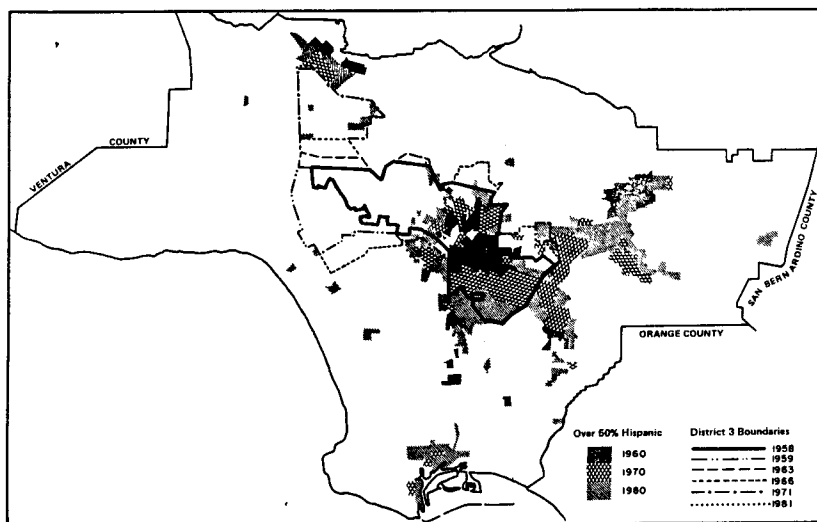 VENTURA COUNTY
SAN BERNARDINO COUNTY
ORANGE COUNTY
Over 50% Hispanic
1960
1970
1980
District 3 Boundaries
1958
1959
1963
1966
1971
1981